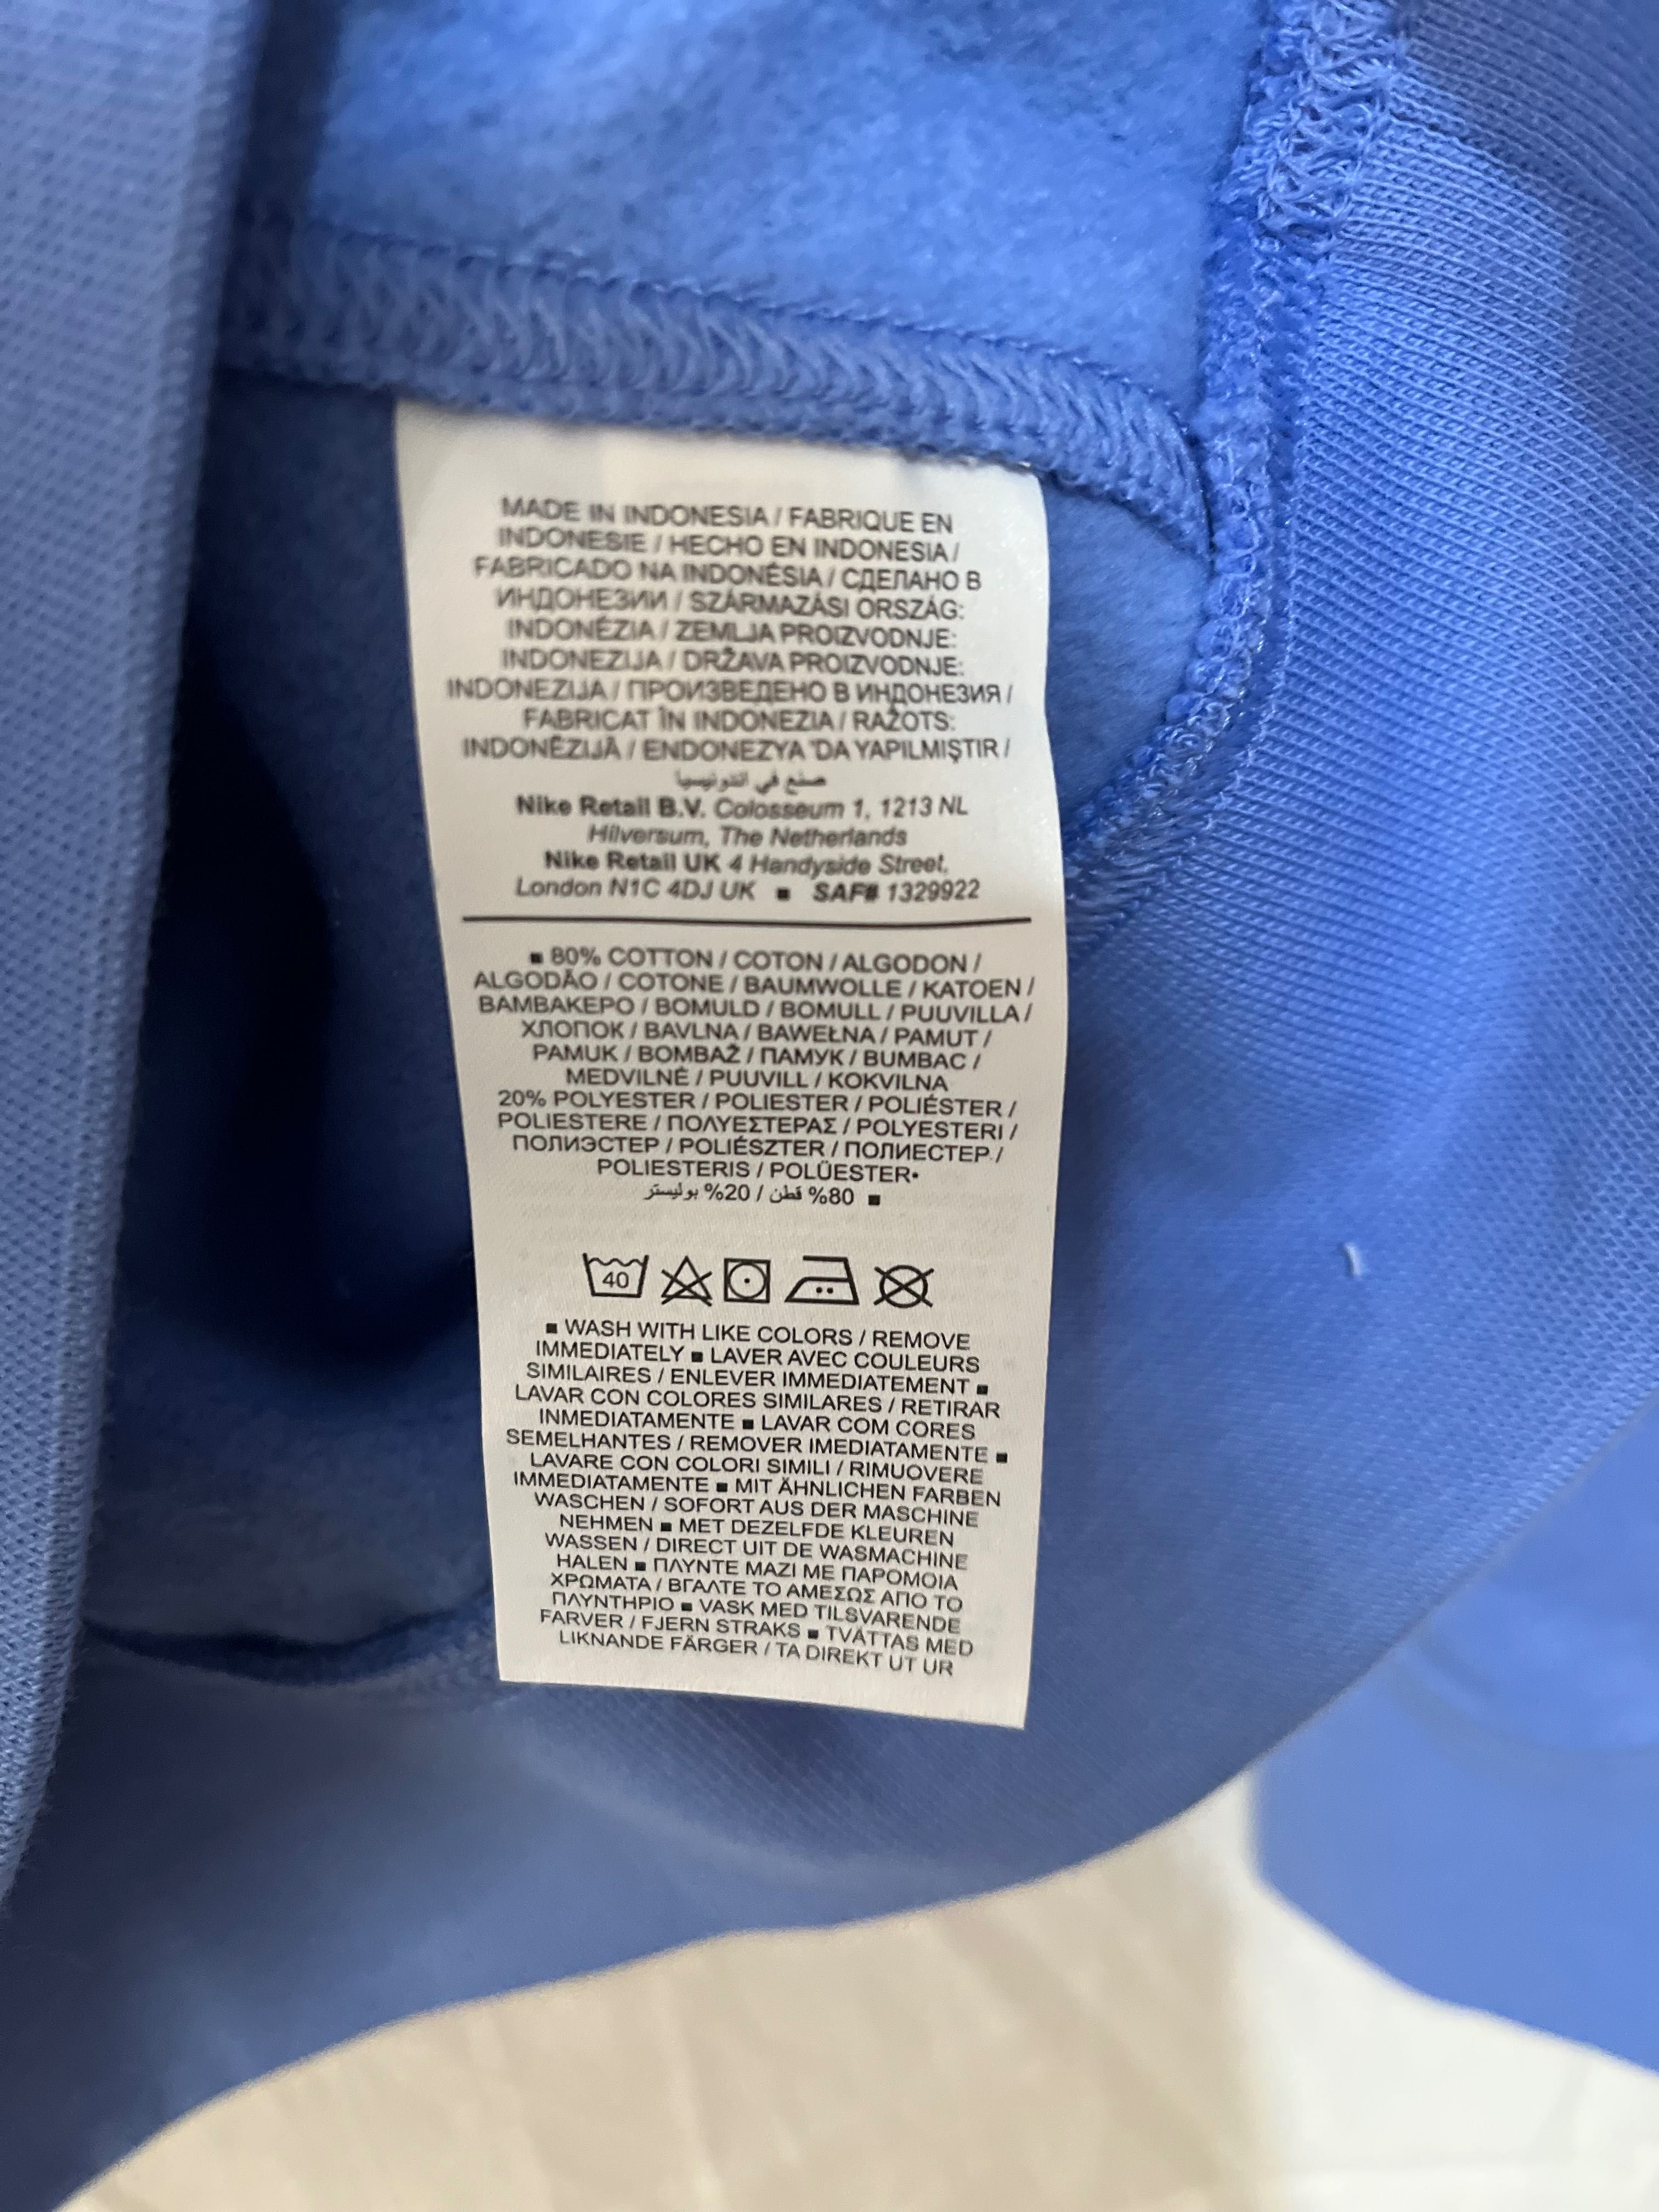 MADE IN INDONESIA / FABRIQUE EN
INDONESIE / HECHO EN INDONESIA /
FABRICADO NA INDONÉSIA / СДЕЛАНО В
ИНДОНЕЗИИ / SZÁRMAZÁSI ORSZÁG:
INDONÉZIA / ZEMLJA PROIZVODNJE:
INDONEZIJA / DRŽAVA PROIZVODNJE:
INDONEZIJA / ПРОИЗВЕДЕНО В ИНДОНЕЗИЯ /
FABRICAT ÎN INDONEZIA / RAŽOTS:
INDONĒZIJĀ / ENDONEZYA 'DA YAPILMIŞTIR /
صنع في اندونيسيا
Nike Retail B.V. Colosseum 1, 1213 NL
Hilversum, The Netherlands
Nike Retail UK 4 Handyside Street,
London N1C 4DJ UK ■ SAF# 1329922
■ 80% COTTON / COTON / ALGODON /
ALGODÃO / COTONE / BAUMWOLLE / KATOEN /
ΒΑΜΒΑΚΕΡΟ / BOMULD / BOMULL / PUUVILLA /
ХЛОПОК / BAVLNA / BAWEŁNA / PAMUT /
PAMUK / BOMBAŽ / ПАМУК / BUMBAC /
MEDVILNĖ / PUUVILL / KOKVILNA
20% POLYESTER / POLIESTER / POLIÉSTER /
POLIESTERE / ΠΟΛΥΕΣΤΕΡΑΣ / POLYESTERI /
ПОЛИЭСТЕР / POLIÉSZTER / ПОЛИЕСТЕР /
POLIESTERIS / POLÜESTER•
■ 80% قطن / 20% بوليستر
40
■ WASH WITH LIKE COLORS / REMOVE
IMMEDIATELY ■ LAVER AVEC COULEURS
SIMILAIRES / ENLEVER IMMEDIATEMENT ■
LAVAR CON COLORES SIMILARES / RETIRAR
INMEDIATAMENTE ■ LAVAR COM CORES
SEMELHANTES / REMOVER IMEDIATAMENTE ■
LAVARE CON COLORI SIMILI / RIMUOVERE
IMMEDIATAMENTE ■ MIT ÄHNLICHEN FARBEN
WASCHEN / SOFORT AUS DER MASCHINE
NEHMEN ■ MET DEZELFDE KLEUREN
WASSEN / DIRECT UIT DE WASMACHINE
HALEN ■ ΠΛΥΝΤΕ ΜΑΖΙ ΜΕ ΠΑΡΟΜΟΙΑ
ΧΡΩΜΑΤΑ / ΒΓΑΛΤΕ ΤΟ ΑΜΕΣΩΣ ΑΠΟ ΤΟ
ΠΛΥΝΤΗΡΙΟ ■ VASK MED TILSVARENDE
FARVER / FJERN STRAKS ■ TVÄTTAS MED
LIKNANDE FÄRGER / TA DIREKT UT UR